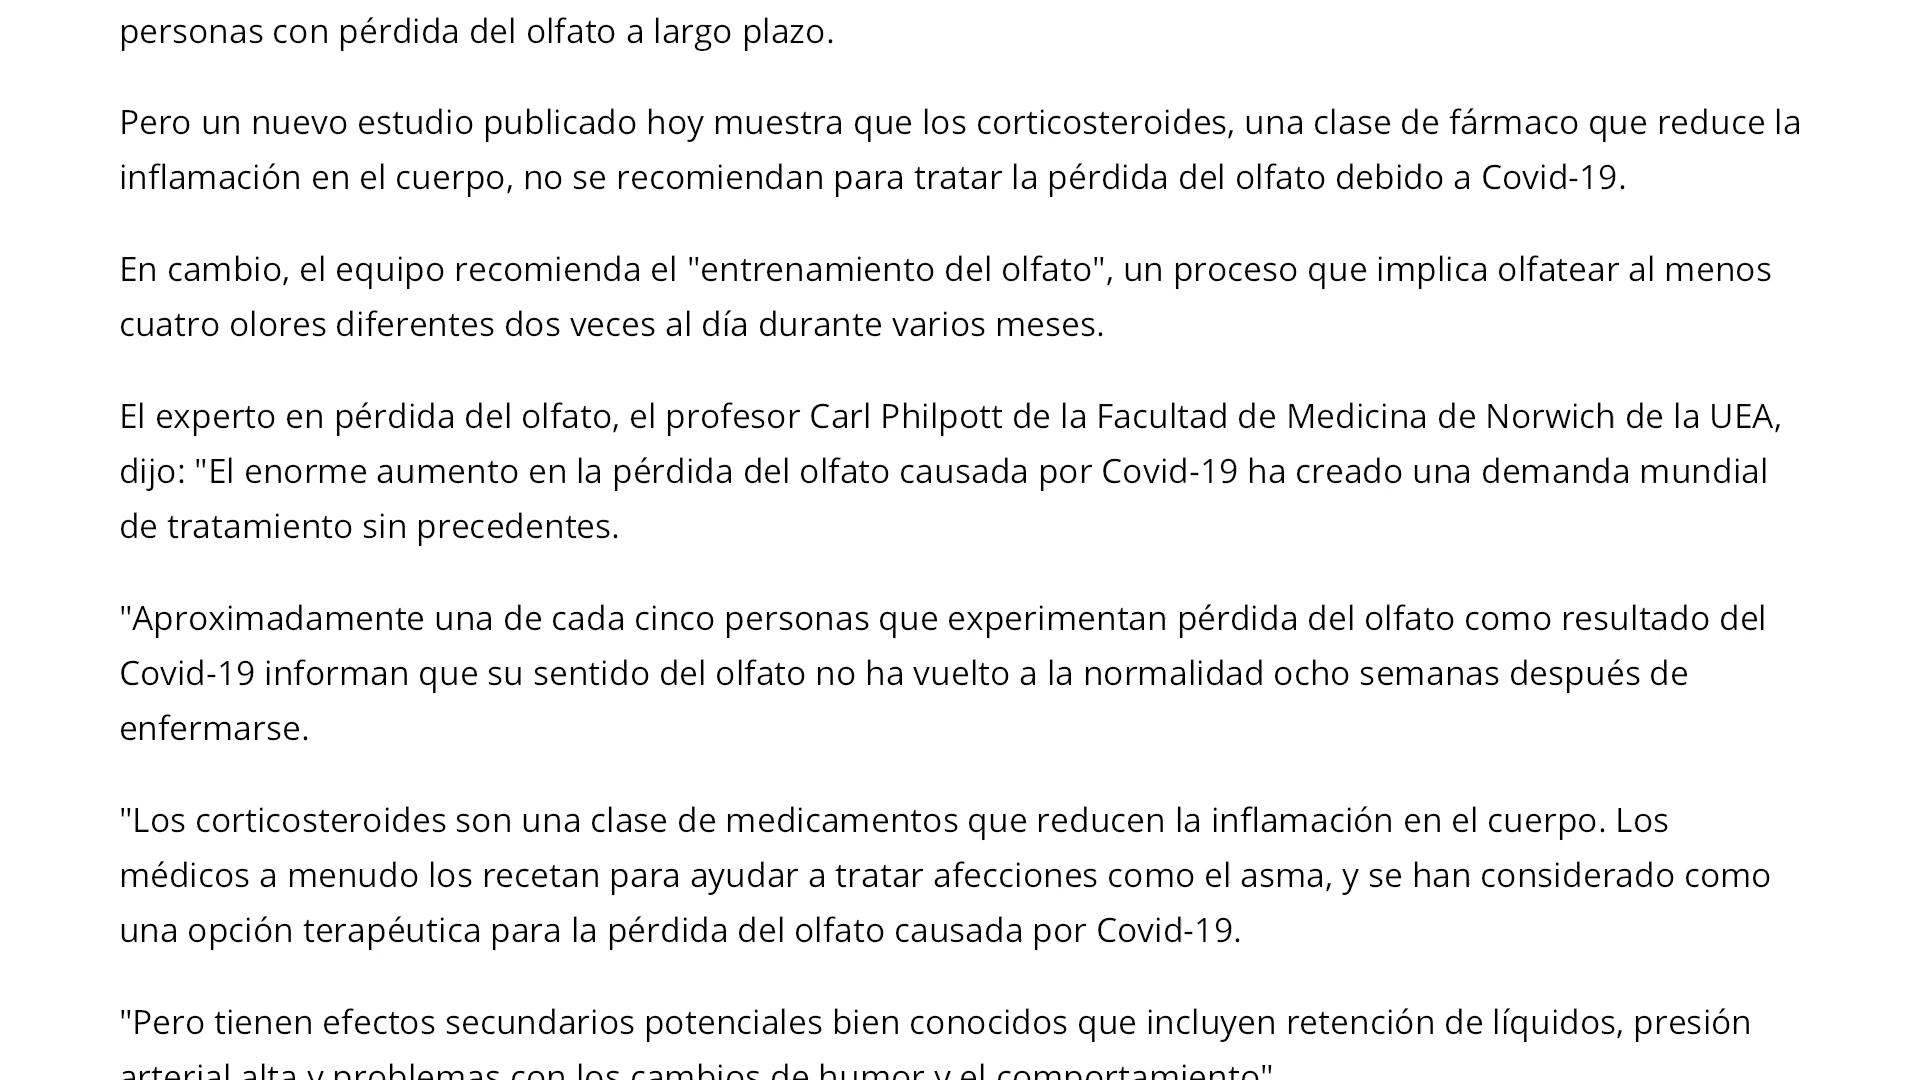 personas con pérdida del olfato a largo plazo.
Pero un nuevo estudio publicado hoy muestra que los corticosteroides, una clase de fármaco que reduce la
inflamación en el cuerpo, no se recomiendan para tratar la pérdida del olfato debido a Covid-19.
En cambio, el equipo recomienda el "entrenamiento del olfato", un proceso que implica olfatear al menos
cuatro olores diferentes dos veces al día durante varios meses.
El experto en pérdida del olfato, el profesor Carl Philpott de la Facultad de Medicina de Norwich de la UEA,
dijo: "El enorme aumento en la pérdida del olfato causada por Covid-19 ha creado una demanda mundial
de tratamiento sin precedentes.
"Aproximadamente una de cada cinco personas que experimentan pérdida del olfato como resultado del
Covid-19 informan que su sentido del olfato no ha vuelto a la normalidad ocho semanas después de
enfermarse.
"Los corticosteroides son una clase de medicamentos que reducen la inflamación en el cuerpo. Los
médicos a menudo los recetan para ayudar a tratar afecciones como el asma, y se han considerado como
una opción terapéutica para la pérdida del olfato causada por Covid-19.
"Pero tienen efectos secundarios potenciales bien conocidos que incluyen retención de líquidos, presión
arterial alta y problemas con los cambios de humor y el comportamiento"